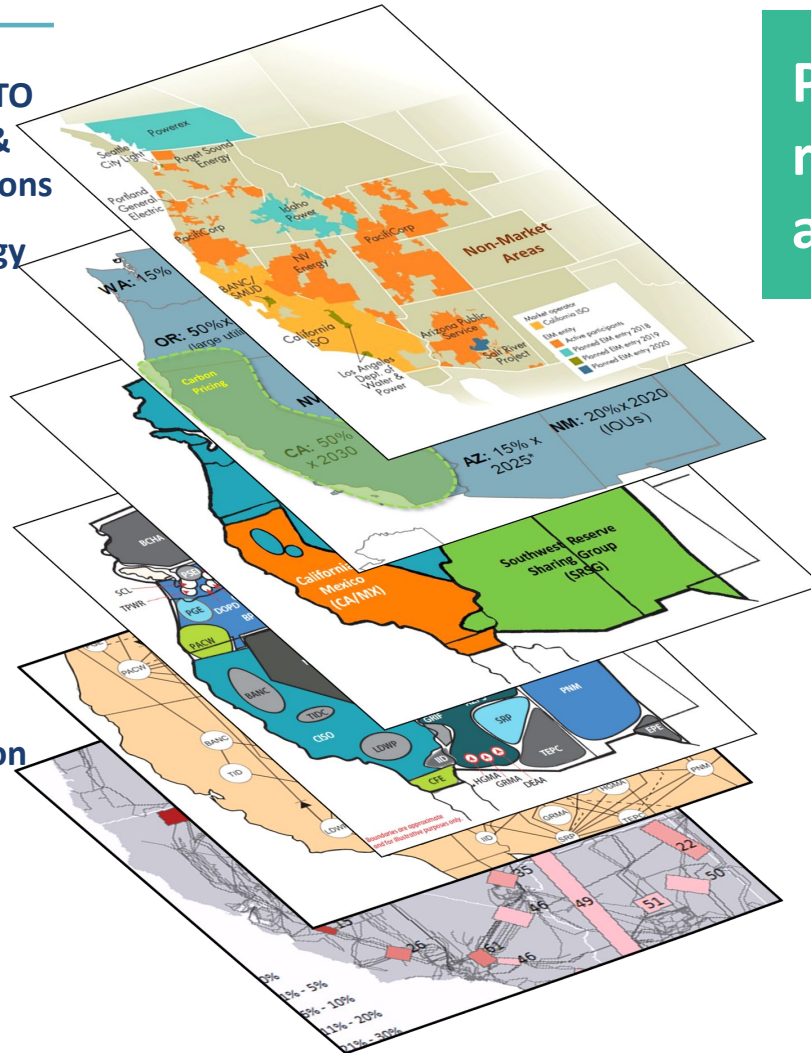 TO
&
ons
gy
on
P
r
a
Powerex
Seattle
City Light
Puget Sound
Energy
Portland
General
Electric
PacifiCorp
Idaho
Power
PacifiCorp
Non-Market
Areas
NV
Energy
BANC/
SMUD
California
ISO
Arizona Public
Service
Salt River
Project
Los Angeles
Dept. of
Water &
Power
Market operator
California ISO
EIM entity
Active participants
Planned EIM entry 2018
Planned EIM entry 2019
Planned EIM entry 2020
WA: 15%
OR: 50%x
(large utili
Carbon
Pricing
NV
CA: 50%
x 2030
AZ: 15% x
2025*
NM: 20%x2020
(IOUs)
California
Mexico
(CA/MX)
Southwest Reserve
Sharing Group
(SRSG)
BCHA
PSEI
SCL
TPWR
PGE
DOPD
BP
PACW
BANC
TIDC
CISO
LDWP
IID
CFE
GRIF
SRP
TEPC
PNM
EPE
HGMA
GRMA
DEAA
Boundaries are approximate
and for illustrative purposes only.
PACW
BANC
TID
LDWP
IID
GRMA
HGMA
SRP
TEPC
PNM
15
26
35
46
61
46
49
51
22
50
0%
1% - 5%
6% - 10%
11% - 20%
21% - 30%